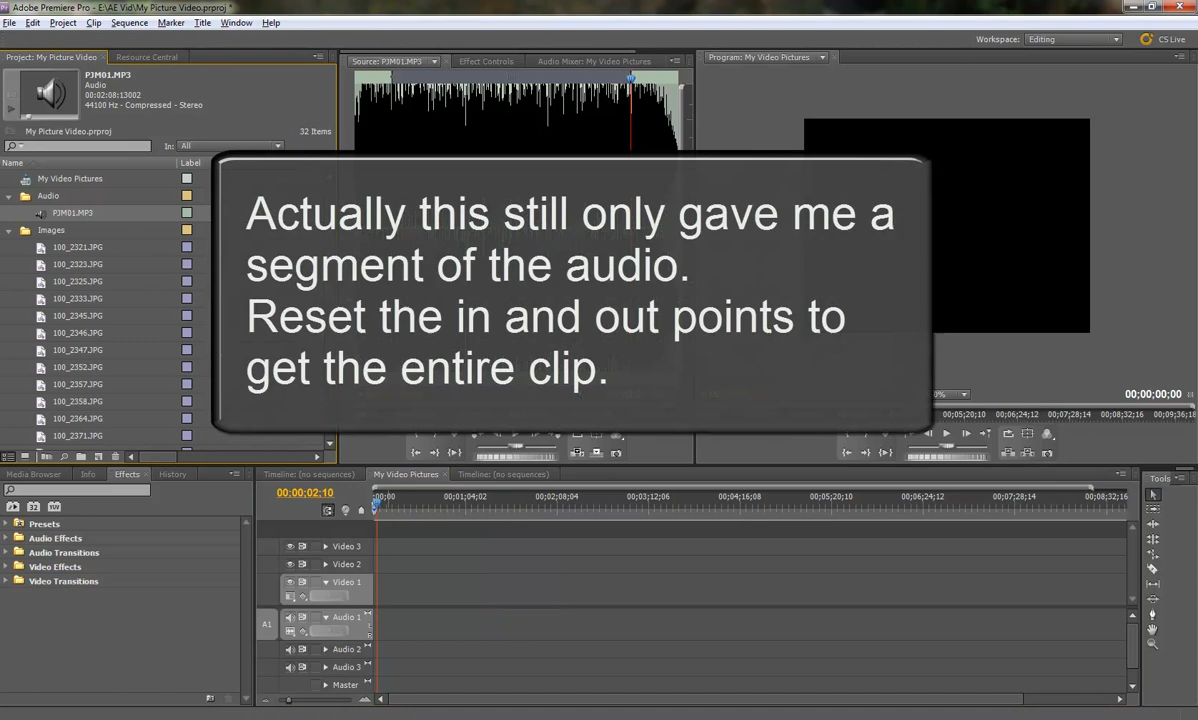 Adobe Premiere Pro - E:\AE Vid\My Picture Video.prproj *
File Edit Project Clip Sequence Marker Title Window Help
Workspace: Editing
CS Live
Project: My Picture Video
Resource Central
Source: PJM01.MP3
Effect Controls
Audio Mixer: My Video Pictures
Program: My Video Pictures
PJM01.MP3
Audio
00:02:08:13002
44100 Hz - Compressed - Stereo
My Picture Video.prproj
32 Items
In: All
Name
Label
My Video Pictures
Audio
PJM01.MP3
Images
100_2321.JPG
100_2323.JPG
100_2325.JPG
100_2333.JPG
100_2345.JPG
100_2346.JPG
100_2347.JPG
100_2352.JPG
100_2357.JPG
100_2358.JPG
100_2364.JPG
100_2371.JPG
Actually this still only gave me a
segment of the audio.
Reset the in and out points to
get the entire clip.
00;00;00;00
00;05;20;10 00;06;24;12 00;07;28;14 00;08;32;16 00;09;36;18
Media Browser Info Effects History
Presets
Audio Effects
Audio Transitions
Video Effects
Video Transitions
Timeline: (no sequences)
My Video Pictures
Timeline: (no sequences)
00;00;02;10
;00;00 00;01;04;02 00;02;08;04 00;03;12;06 00;04;16;08 00;05;20;10 00;06;24;12 00;07;28;14 00;08;32;16
Video 3
Video 2
Video 1
A1
Audio 1
Audio 2
Audio 3
Master
Tools